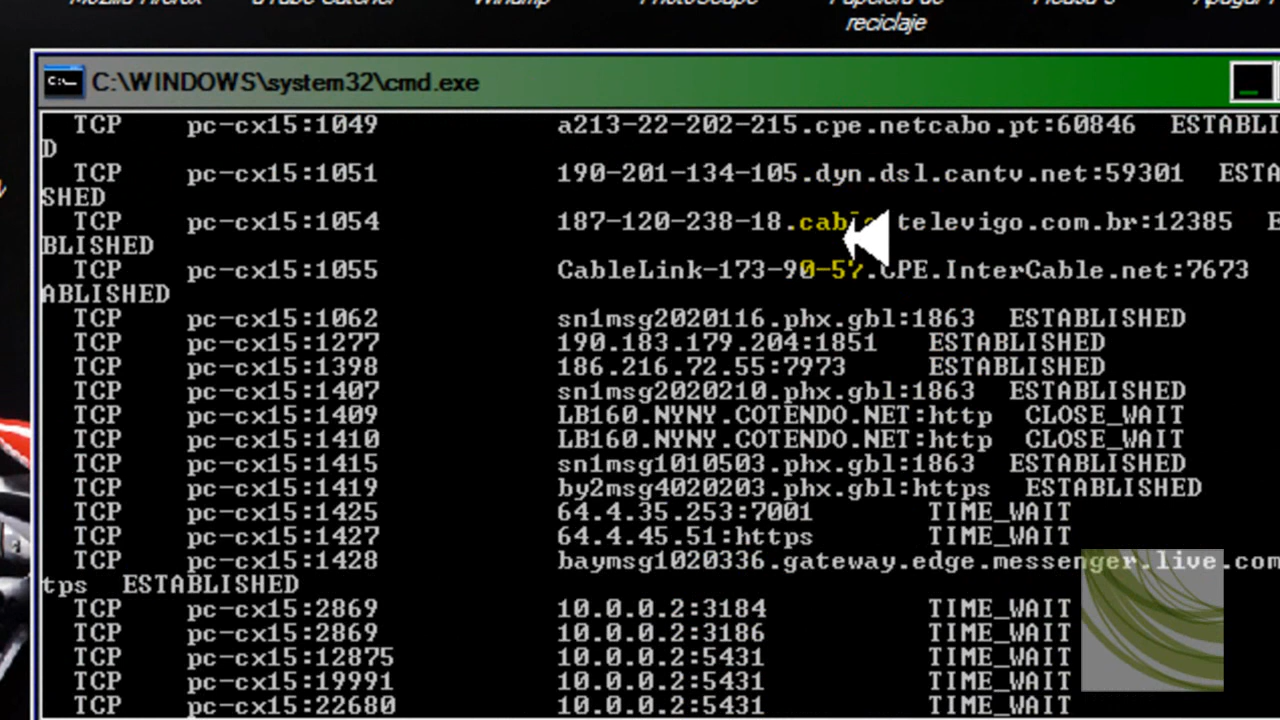 reciclaje
C:\WINDOWS\system32\cmd.exe
TCP pc-cx15:1049 a213-22-202-215.cpe.netcabo.pt:60846 ESTABLI
D
TCP pc-cx15:1051 190-201-134-105.dyn.dsl.cantv.net:59301 ESTA
SHED
TCP pc-cx15:1054 187-120-238-18.cable.televigo.com.br:12385 E
BLISHED
TCP pc-cx15:1055 CableLink-173-90-57.CPE.InterCable.net:7673
ABLISHED
TCP pc-cx15:1062 sn1msg2020116.phx.gbl:1863 ESTABLISHED
TCP pc-cx15:1277 190.183.179.204:1851 ESTABLISHED
TCP pc-cx15:1398 186.216.72.55:7973 ESTABLISHED
TCP pc-cx15:1407 sn1msg2020210.phx.gbl:1863 ESTABLISHED
TCP pc-cx15:1409 LB160.NYNY.COTENDO.NET:http CLOSE_WAIT
TCP pc-cx15:1410 LB160.NYNY.COTENDO.NET:http CLOSE_WAIT
TCP pc-cx15:1415 sn1msg1010503.phx.gbl:1863 ESTABLISHED
TCP pc-cx15:1419 by2msg4020203.phx.gbl:https ESTABLISHED
TCP pc-cx15:1425 64.4.35.253:7001 TIME_WAIT
TCP pc-cx15:1427 64.4.45.51:https TIME_WAIT
TCP pc-cx15:1428 baymsg1020336.gateway.edge.messenger.live.com
tps ESTABLISHED
TCP pc-cx15:2869 10.0.0.2:3184 TIME_WAIT
TCP pc-cx15:2869 10.0.0.2:3186 TIME_WAIT
TCP pc-cx15:12875 10.0.0.2:5431 TIME_WAIT
TCP pc-cx15:19991 10.0.0.2:5431 TIME_WAIT
TCP pc-cx15:22680 10.0.0.2:5431 TIME_WAIT